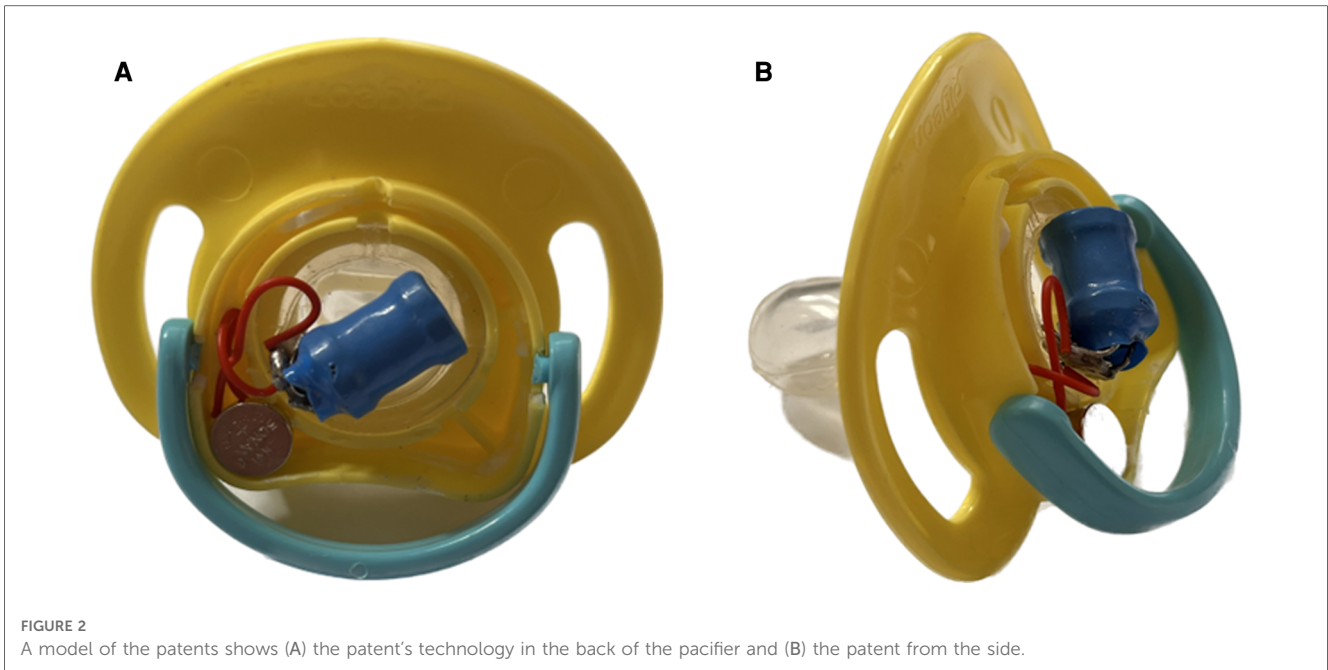 A
B
FIGURE 2
A model of the patents shows (A) the patent's technology in the back of the pacifier and (B) the patent from the side.